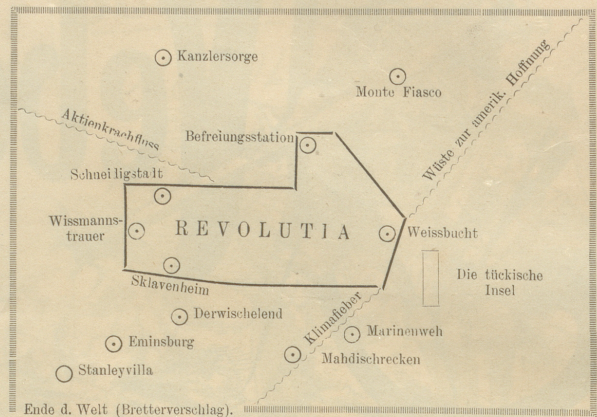 Kanzlersorge
Monte Fiasco
Wüste zur amerik. Hoffnung
Aktienkrachfluss
Befreiungsstation
Schneidigstadt
Wissmanns-
trauer
REVOLUTIA
Weissbucht
Die tückische
Insel
Sklavenheim
Derwischelend
Klimafieber
Marinenweh
Eminsburg
Mahdischrecken
Stanleyvilla
Ende d. Welt (Bretterverschlag).